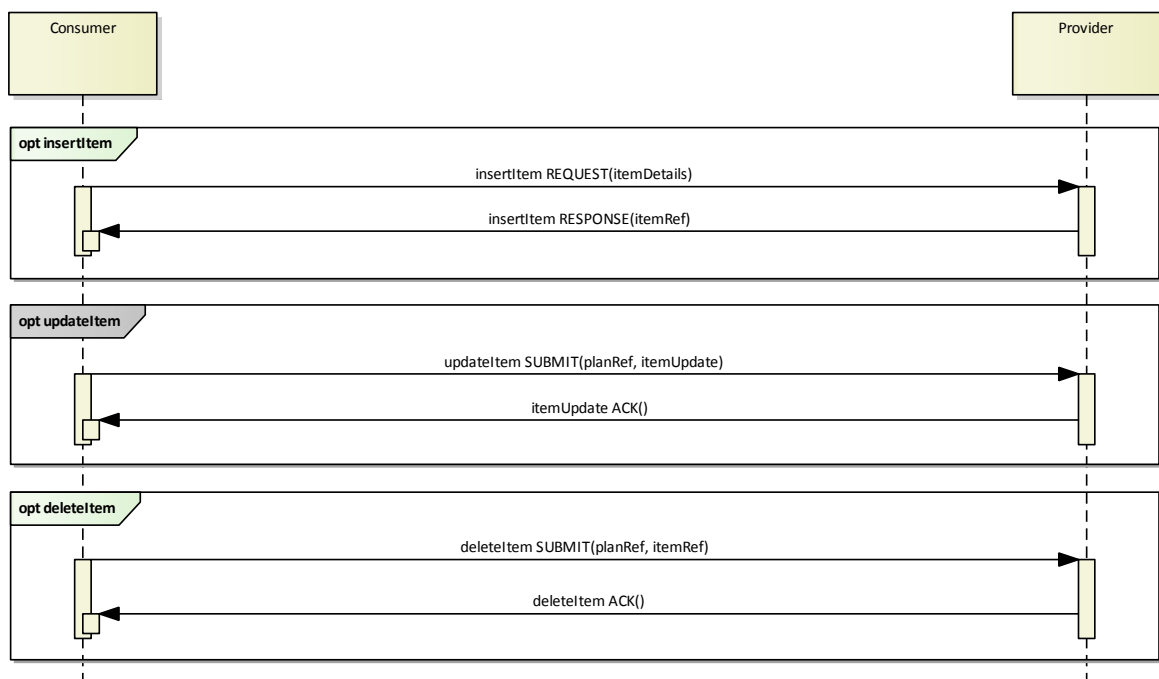 Consumer
Provider
opt insertItem
insertItem REQUEST(itemDetails)
insertItem RESPONSE(itemRef)
opt updateItem
updateItem SUBMIT(planRef, itemUpdate)
itemUpdate ACK()
opt deleteItem
deleteItem SUBMIT(planRef, itemRef)
deleteItem ACK()